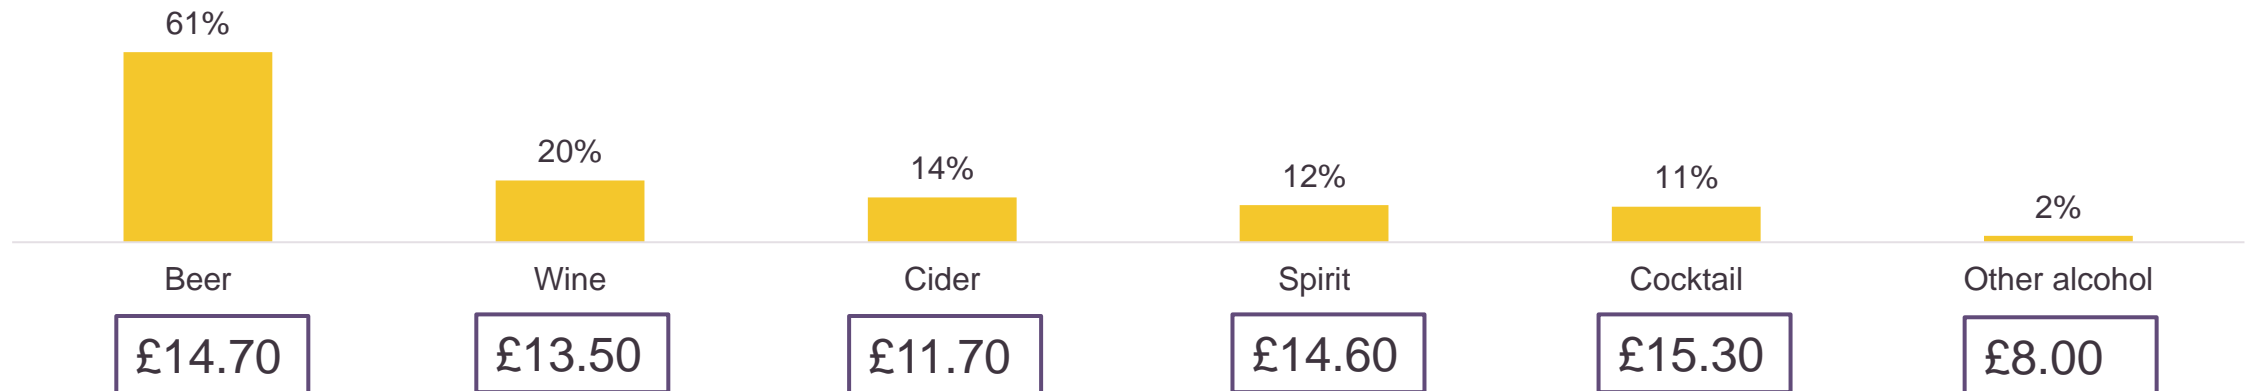 61%
20%
14%
12%
11%
2%
Beer
Wine
Cider
Spirit
Cocktail
Other alcohol
£14.70
£13.50
£11.70
£14.60
£15.30
£8.00